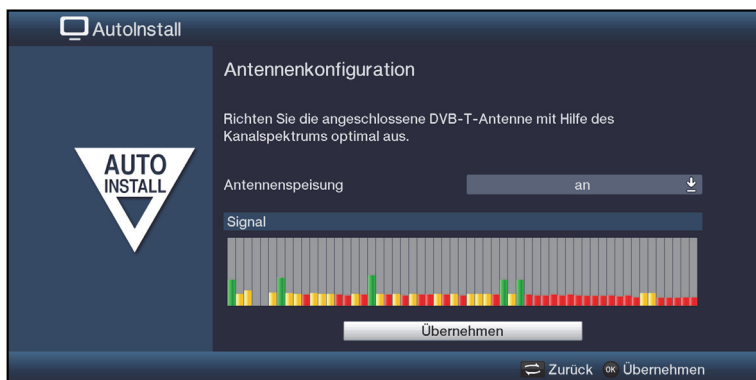 AutoInstall
Antennenkonfiguration
Richten Sie die angeschlossene DVB-T-Antenne mit Hilfe des
Kanalspektrums optimal aus.
AUTO
INSTALL
Antennenspeisung an
Signal
Übernehmen
Zurück OK Übernehmen